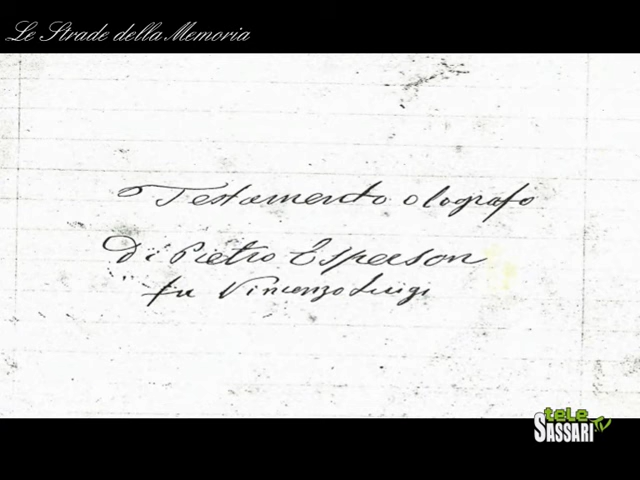 Le Strade della Memoria
Testamento olografo
Di Pietro Esperson
fu Vincenzo Luigi
tele
SASSARI TV